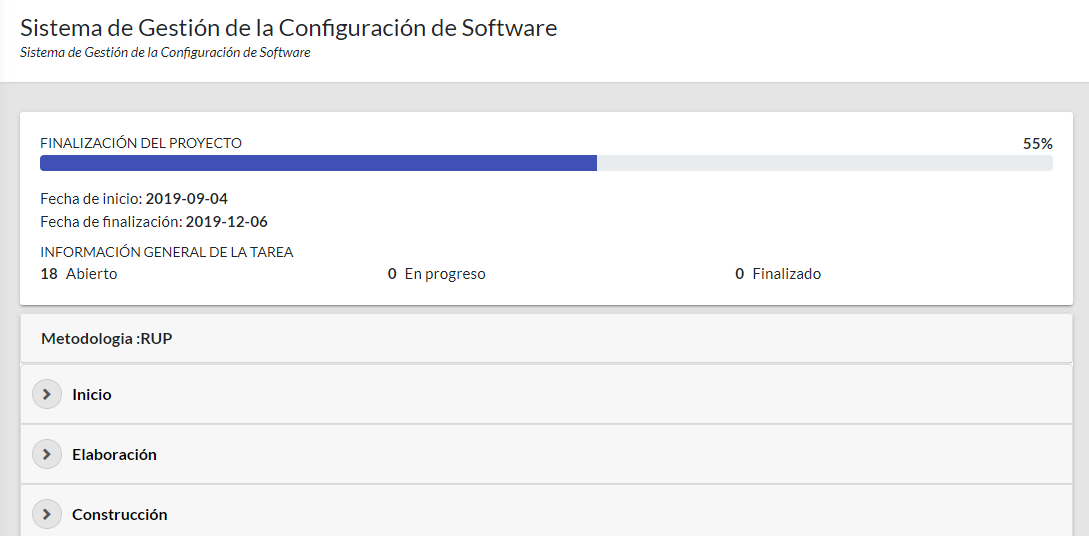 Sistema de Gestión de la Configuración de Software
Sistema de Gestión de la Configuración de Software
FINALIZACIÓN DEL PROYECTO 55%
Fecha de inicio: 2019-09-04
Fecha de finalización: 2019-12-06
INFORMACIÓN GENERAL DE LA TAREA
18 Abierto 0 En progreso 0 Finalizado
Metodologia :RUP
Inicio
Elaboración
Construcción